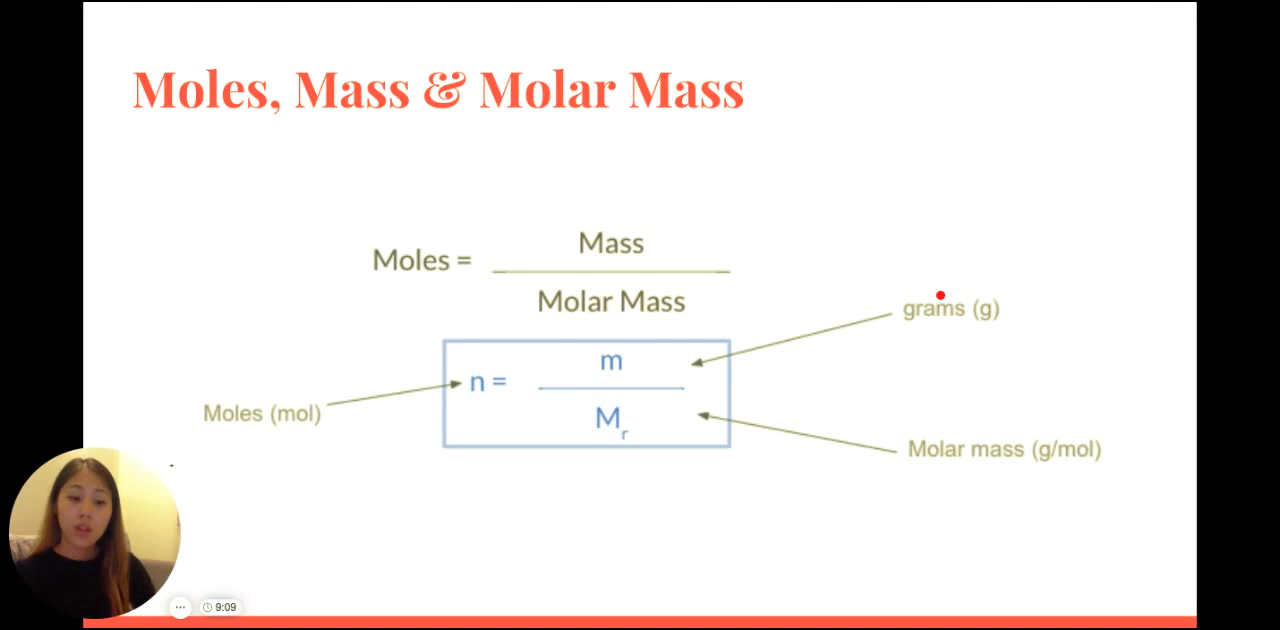 Moles, Mass & Molar Mass
Mass
Moles =
Molar Mass
grams (g)
m
n =
Moles (mol)
M
r
Molar mass (g/mol)
9:09